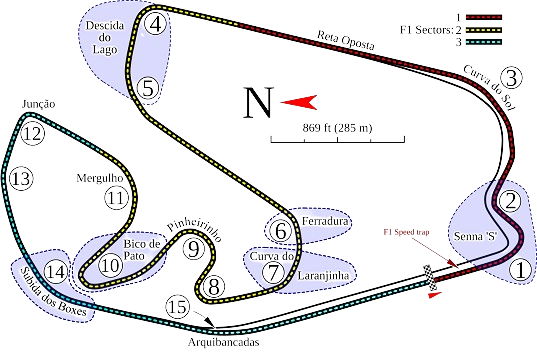 F1 Sectors:
1
2
3
4
Descida
do
Lago
Reta Oposta
3
Curva do Sol
5
N
869 ft (285 m)
Junção
12
13
Mergulho
11
Pinheirinho
6
Ferradura
2
Senna 'S'
F1 Speed trap
1
Bico de
Pato
10
9
Curva do
7
Laranjinha
8
14
Subida dos Boxes
15
Arquibancadas